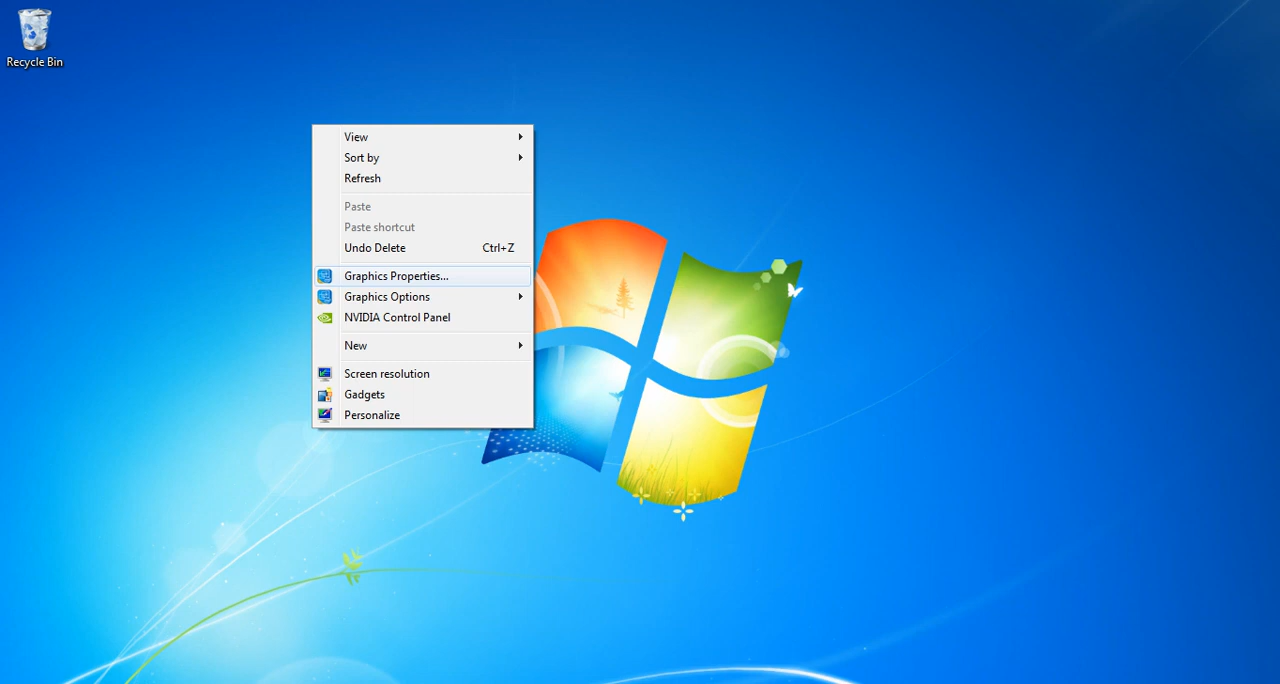 Recycle Bin
View
Sort by
Refresh
Paste
Paste shortcut
Undo Delete Ctrl+Z
Graphics Properties...
Graphics Options
NVIDIA Control Panel
New
Screen resolution
Gadgets
Personalize